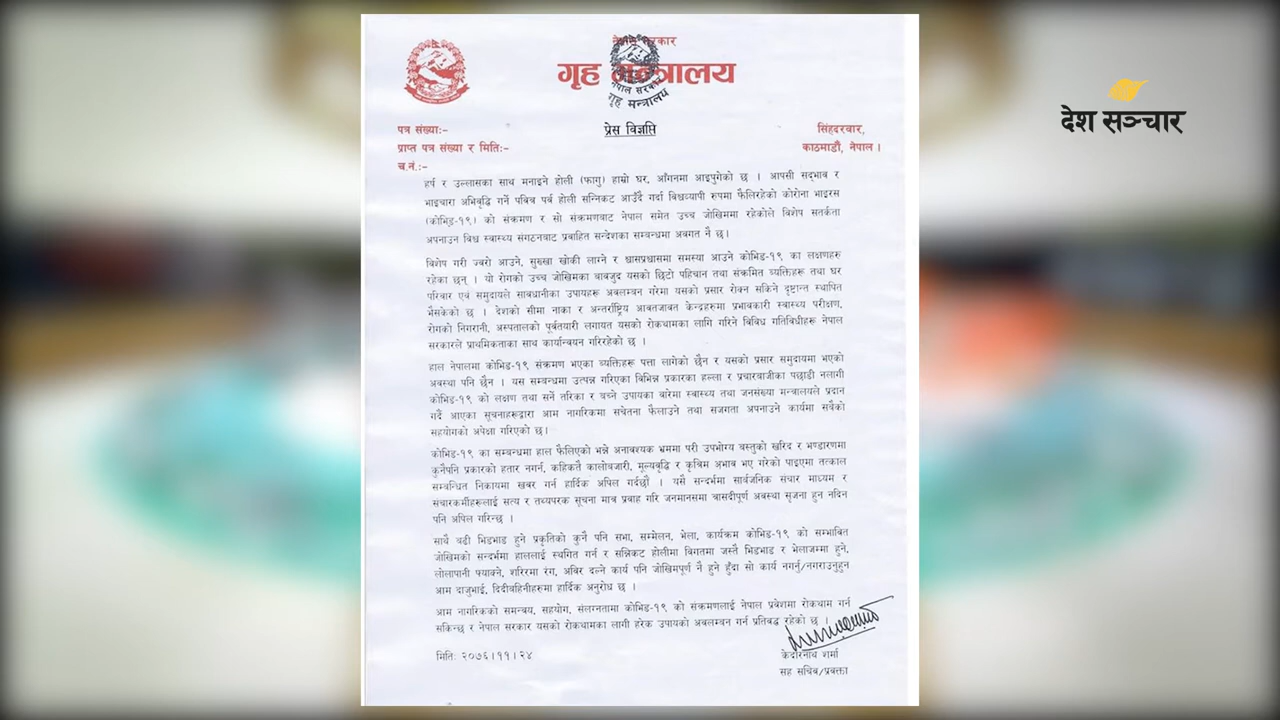 नेपाल सरकार
गृह मन्त्रालय
नेपाल सरकार
गृह मन्त्रालय
देश सञ्चार
पत्र संख्याः-
प्रेस विज्ञप्ति
सिंहदरवार,
प्राप्त पत्र संख्या र मितिः-
काठमाडौं, नेपाल।
च.नं.:-
हर्ष र उल्लासका साथ मनाइने होली (फागु) हाम्रो घर, आँगनमा आइपुगेको छ । आपसी सद्भाव र
भाइचारा अभिवृद्धि गर्ने पवित्र पर्व होली सन्निकट आउँदै गर्दा विश्वव्यापी रुपमा फैलिरहेको कोरोना भाइरस
(कोभिड-१९) को संक्रमण र सो संक्रमणबाट नेपाल समेत उच्च जोखिममा रहेकोले विशेष सतर्कता
अपनाउन विश्व स्वास्थ्य संगठनबाट प्रवाहित सन्देशका सम्बन्धमा अवगत नै छ।
विशेष गरी ज्वरो आउने, सुख्खा खोकी लाग्ने र श्वासप्रश्वासमा समस्या आउने कोभिड-१९ का लक्षणहरु
रहेका छन् । यो रोगको उच्च जोखिमका बावजुद यसको छिटो पहिचान तथा संक्रमित व्यक्तिहरू तथा घर
परिवार एवं समुदायले सावधानीका उपायहरू अवलम्बन गरेमा यसको प्रसार रोक्न सकिने दृष्टान्त स्थापित
भैसकेको छ । देशको सीमा नाका र अन्तर्राष्ट्रिय आवतजावत केन्द्रहरुमा प्रभावकारी स्वास्थ्य परीक्षण,
रोगको निगरानी, अस्पतालको पूर्वतयारी लगायत यसको रोकथामका लागि गरिने विविध गतिविधीहरू नेपाल
सरकारले प्राथमिकताका साथ कार्यान्वयन गरिरहेको छ ।
हाल नेपालमा कोभिड-१९ संक्रमण भएका व्यक्तिहरू पत्ता लागेको छैन र यसको प्रसार समुदायमा भएको
अवस्था पनि छैन । यस सम्बन्धमा उत्पन्न गरिएका विभिन्न प्रकारका हल्ला र प्रचारबाजीका पछाडी नलागी
कोभिड-१९ को लक्षण तथा सर्ने तरिका र बच्ने उपायका बारेमा स्वास्थ्य तथा जनसंख्या मन्त्रालयले प्रदान
गर्दै आएका सूचनाहरूद्वारा आम नागरिकमा सचेतना फैलाउने तथा सजगता अपनाउने कार्यमा सबैको
सहयोगको अपेक्षा गरिएको छ।
कोभिड-१९ का सम्बन्धमा हाल फैलिएको भन्ने अनावश्यक भ्रममा परी उपभोग्य वस्तुको खरिद र भण्डारणमा
कुनैपनि प्रकारको हतार नगर्न, कहिकतै कालोबजारी, मूल्यवृद्धि र कृत्रिम अभाव भए गरेको पाइएमा तत्काल
सम्बन्धित निकायमा खबर गर्न हार्दिक अपिल गर्दछौं । यसै सन्दर्भमा सार्वजनिक संचार माध्यम र
संचारकर्मीहरूलाई सत्य र तथ्यपरक सूचना मात्र प्रवाह गरि जनमानसमा त्रासदीपूर्ण अवस्था सृजना हुन नदिन
पनि अपिल गरिन्छ ।
साथै बढी भिडभाड हुने प्रकृतिको कुनै पनि सभा, सम्मेलन, भेला, कार्यक्रम कोभिड-१९ को सम्भावित
जोखिमको सन्दर्भमा हाललाई स्थगित गर्न र सन्निकट होलीमा विगतमा जस्तै भिडभाड र भेलाजम्मा हुने,
लोलापानी फ्याक्ने, शरिरमा रंग, अविर दल्ने कार्य पनि जोखिमपूर्ण नै हुने हुँदा सो कार्य नगर्नु/नगराउनुहुन
आम दाजुभाई, दिदीवहिनीहरुमा हार्दिक अनुरोध छ ।
आम नागरिकको समन्वय, सहयोग, संलग्नतामा कोभिड-१९ को संक्रमणलाई नेपाल प्रवेशमा रोकथाम गर्न
सकिन्छ र नेपाल सरकार यसको रोकथामका लागी हरेक उपायको अवलम्बन गर्न प्रतिबद्ध रहेको छ ।
मितिः २०७६।११।२४
केदारनाथ शर्मा
सह सचिव/प्रवक्ता